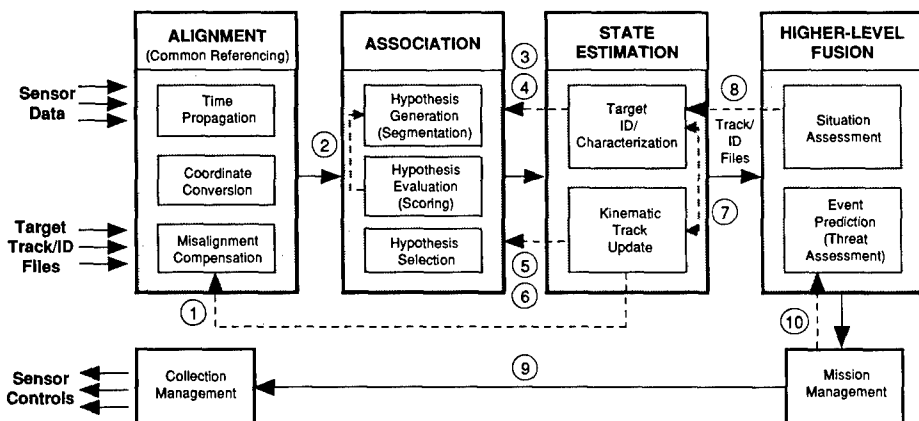 ALIGNMENT
(Common Referencing)
Time
Propagation
Coordinate
Conversion
Misalignment
Compensation
Sensor
Data
Target
Track/ID
Files
1
2
ASSOCIATION
Hypothesis
Generation
(Segmentation)
Hypothesis
Evaluation
(Scoring)
Hypothesis
Selection
3
4
5
6
STATE
ESTIMATION
Target
ID/
Characterization
Kinematic
Track
Update
8
Track/
ID
Files
7
HIGHER-LEVEL
FUSION
Situation
Assessment
Event
Prediction
(Threat
Assessment)
10
Sensor
Controls
Collection
Management
9
Mission
Management